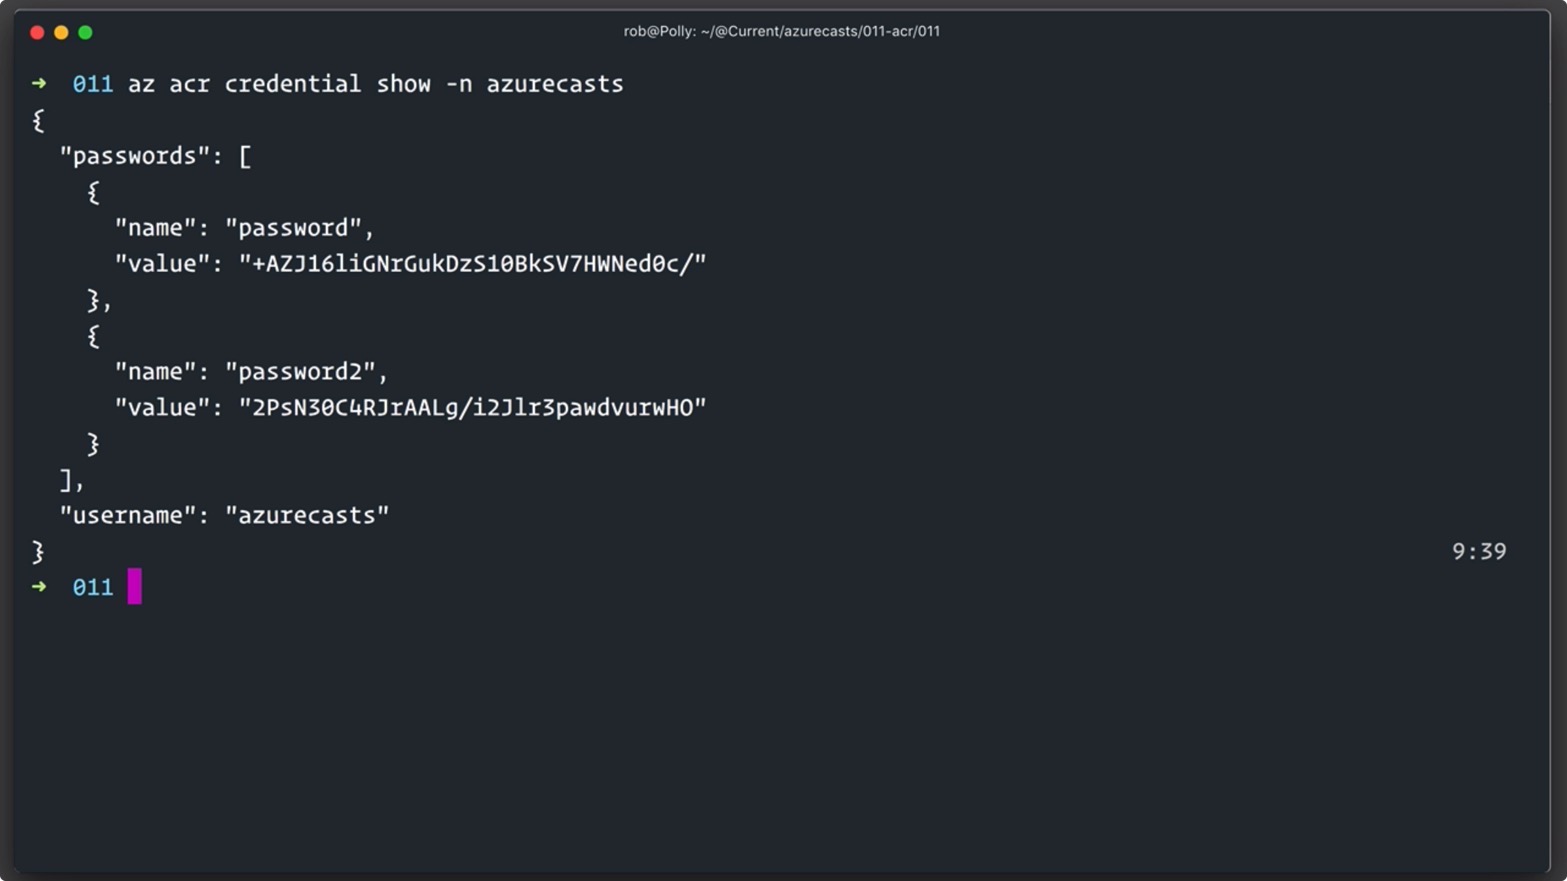 rob@Polly: ~/@Current/azurecasts/011-acr/011
➜  011 az acr credential show -n azurecasts
{
  "passwords": [
    {
      "name": "password",
      "value": "+AZJ16liGNrGukDzS10BkSV7HWNed0c/"
    },
    {
      "name": "password2",
      "value": "2PsN30C4RJrAALg/i2Jlr3pawdvurwHO"
    }
  ],
  "username": "azurecasts"
}
9:39
➜  011